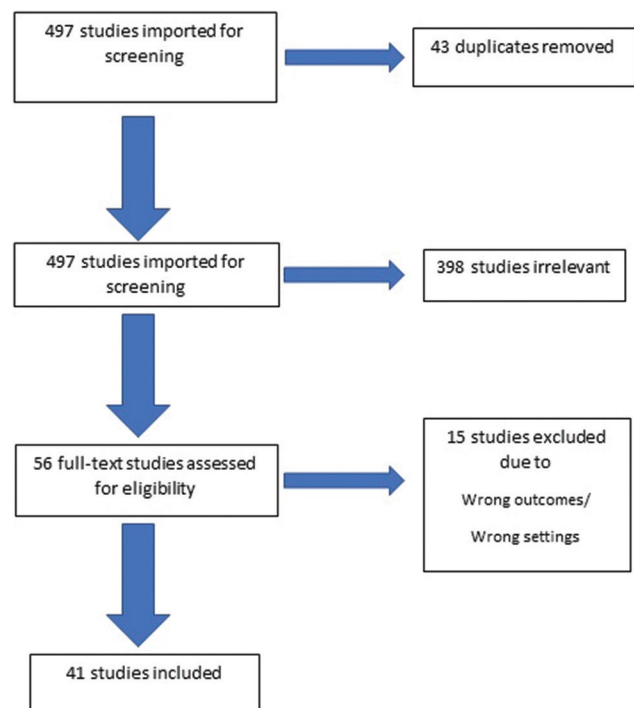 497 studies imported for
screening
43 duplicates removed
497 studies imported for
screening
398 studies irrelevant
56 full-text studies assessed
for eligibility
15 studies excluded
due to
Wrong outcomes/
Wrong settings
41 studies included